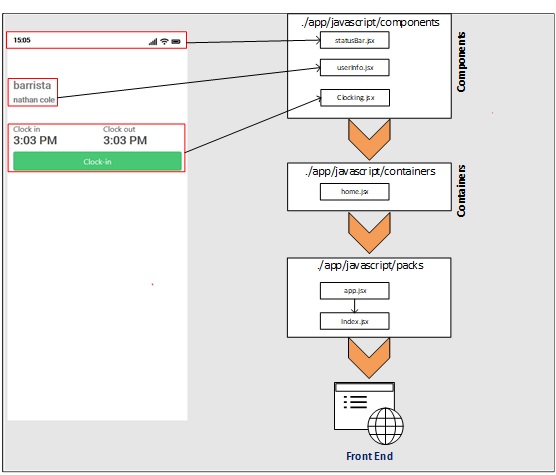 15:05
barrista
nathan cole
Clock in Clock out
3:03 PM 3:03 PM
Clock-in
./app/javascript/components
statusBar.jsx
userInfo.jsx
Clocking.jsx
Components
./app/javascript/containers
home.jsx
Containers
./app/javascript/packs
app.jsx
Index.jsx
Front End